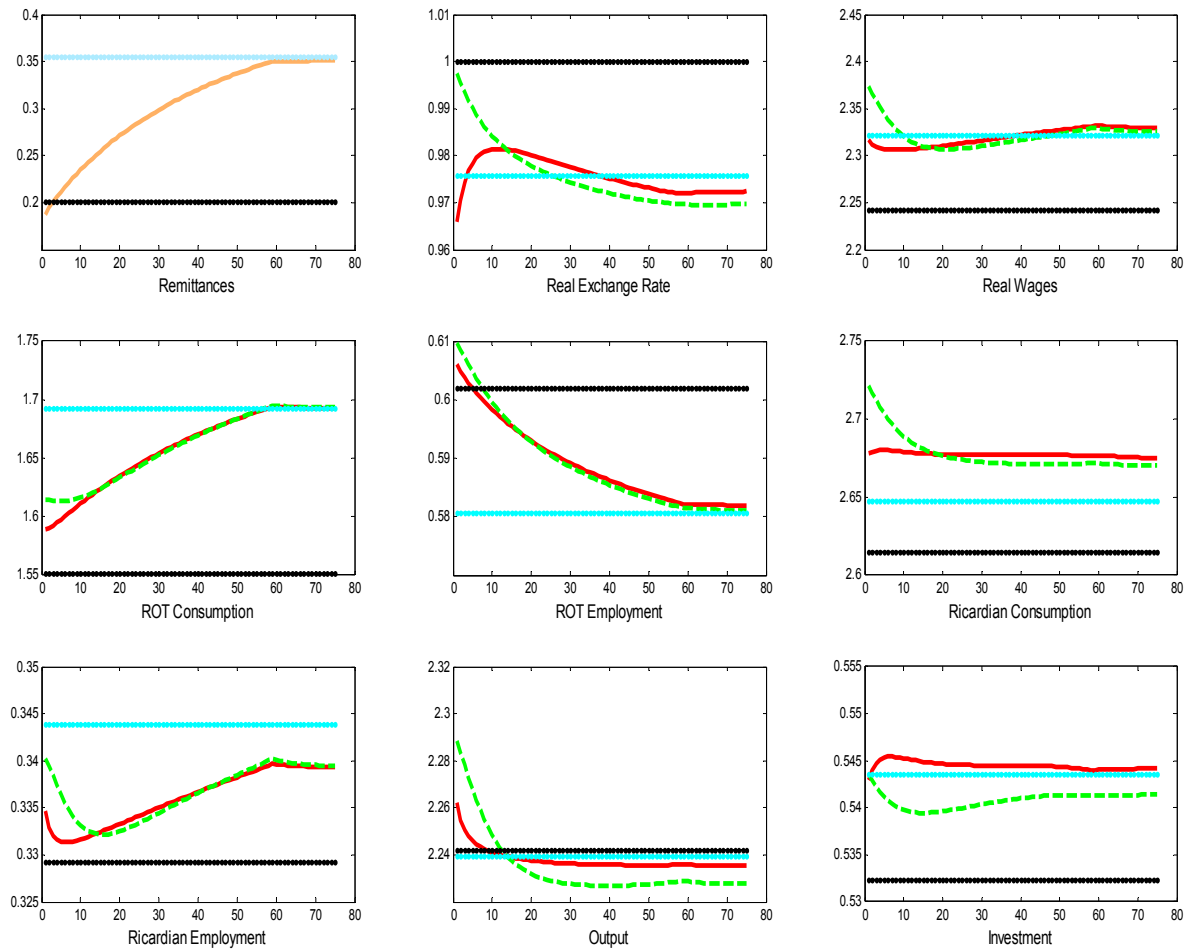 0.4
0.35
0.3
0.25
0.2
0 10 20 30 40 50 60 70 80
Remittances
1.01
1
0.99
0.98
0.97
0.96
0 10 20 30 40 50 60 70 80
Real Exchange Rate
2.45
2.4
2.35
2.3
2.25
2.2
0 10 20 30 40 50 60 70 80
Real Wages
1.75
1.7
1.65
1.6
1.55
0 10 20 30 40 50 60 70 80
ROT Consumption
0.61
0.6
0.59
0.58
0 10 20 30 40 50 60 70 80
ROT Employment
2.75
2.7
2.65
2.6
0 10 20 30 40 50 60 70 80
Ricardian Consumption
0.35
0.345
0.34
0.335
0.33
0.325
0 10 20 30 40 50 60 70 80
Ricardian Employment
2.32
2.3
2.28
2.26
2.24
0 10 20 30 40 50 60 70 80
Output
0.555
0.55
0.545
0.54
0.535
0.53
0 10 20 30 40 50 60 70 80
Investment